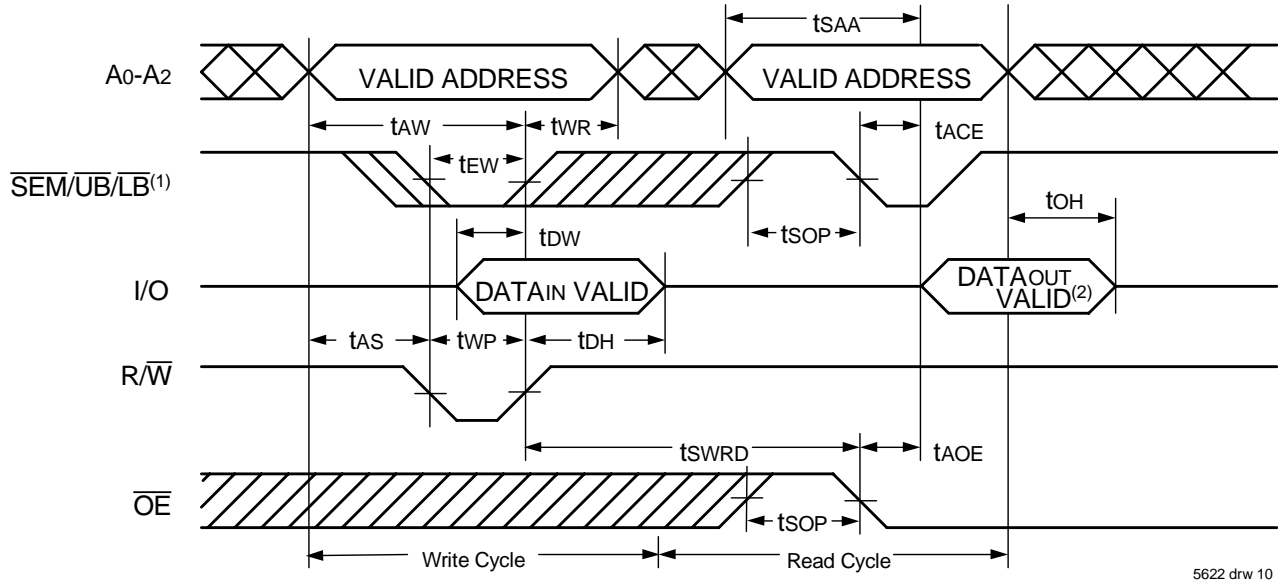 tSAA
A0-A2
VALID ADDRESS
VALID ADDRESS
tAW
tWR
tACE
tEW
SEM/UB/LB(1)
tOH
tDW
tSOP
I/O
DATAIN VALID
DATAOUT
VALID(2)
tAS
tWP
tDH
R/W
tSWRD
tAOE
OE
tSOP
Write Cycle
Read Cycle
5622 drw 10